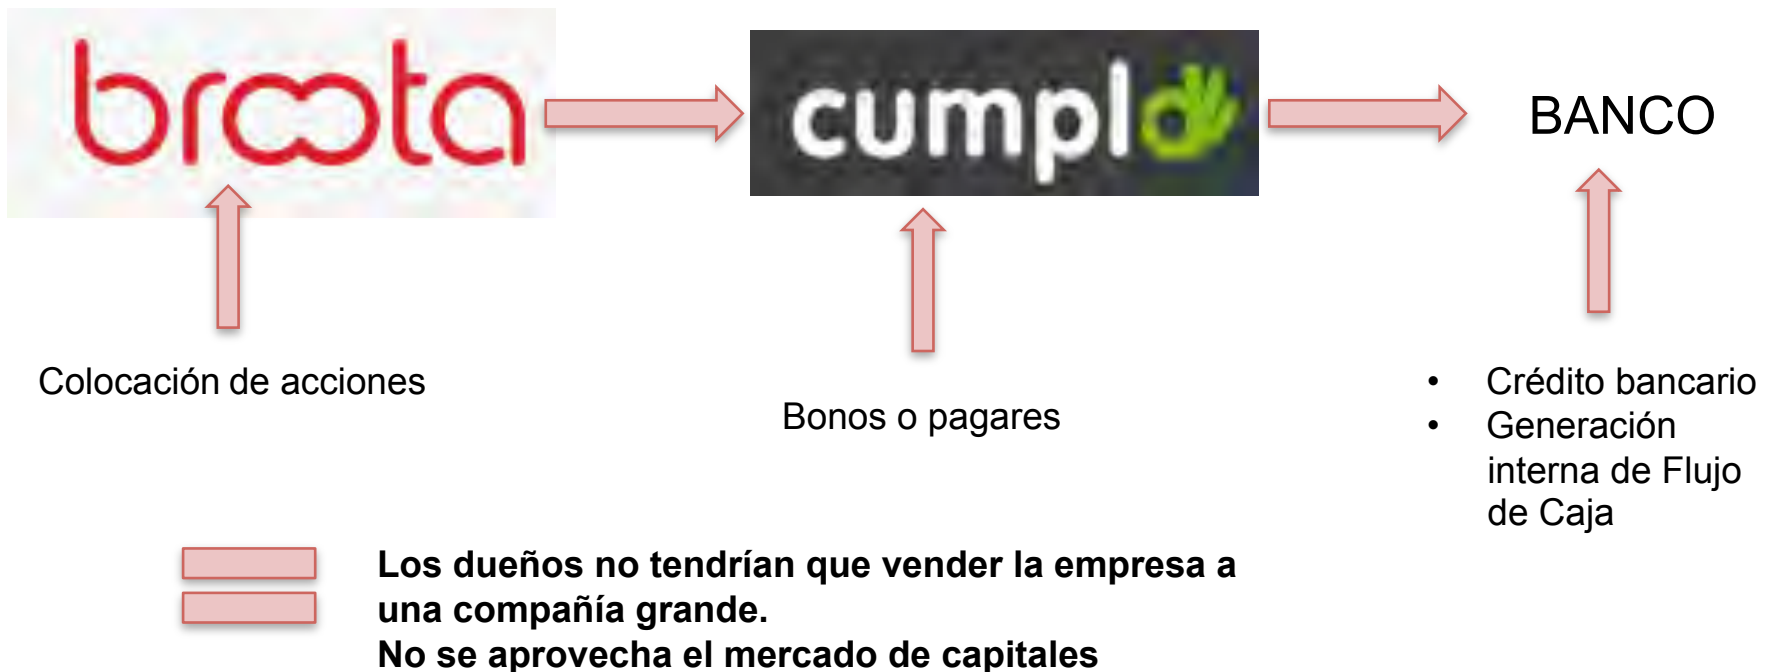 broota
cumplo
BANCO
Colocación de acciones
Bonos o pagares
• Crédito bancario
• Generación
interna de Flujo
de Caja
Los dueños no tendrían que vender la empresa a
una compañía grande.
No se aprovecha el mercado de capitales